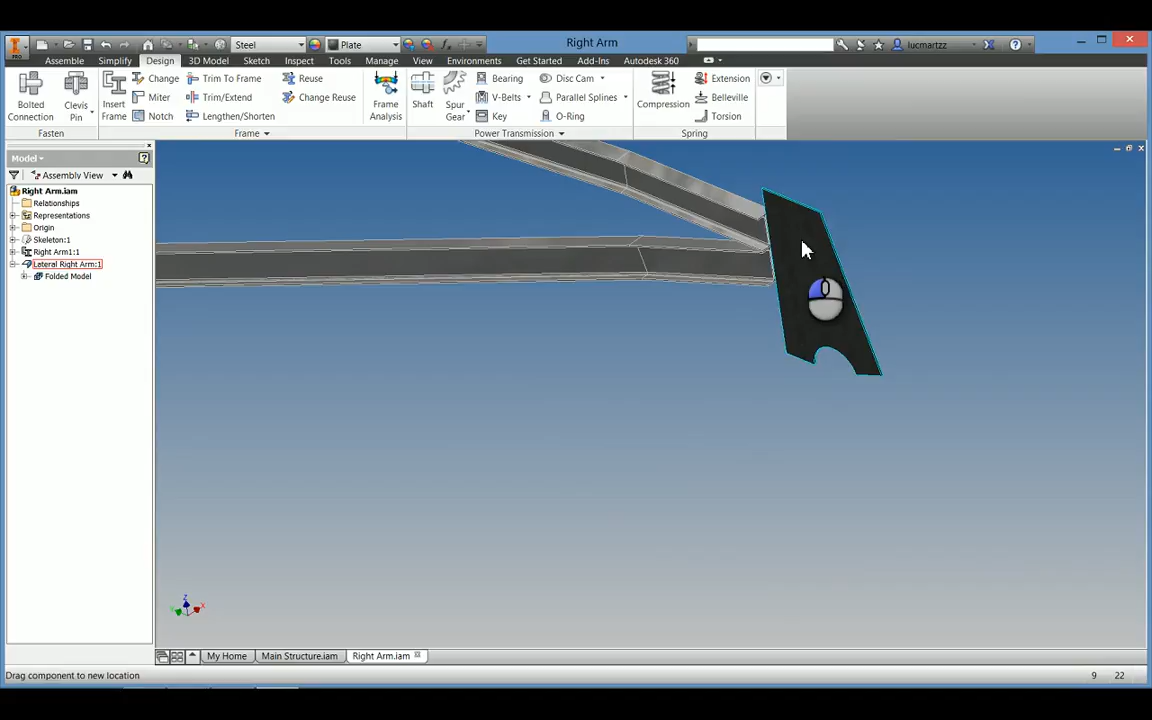 PRO
Steel
Plate
Right Arm
lucmartzz
Assemble Simplify Design 3D Model Sketch Inspect Tools Manage View Environments Get Started Add-Ins Autodesk 360
Bolted Connection
Clevis Pin
Insert Frame
Change
Miter
Notch
Trim To Frame
Trim/Extend
Lengthen/Shorten
Reuse
Change Reuse
Frame Analysis
Shaft
Spur Gear
Bearing
V-Belts
Key
Disc Cam
Parallel Splines
O-Ring
Compression
Extension
Belleville
Torsion
Fasten Frame Power Transmission Spring
Model
Assembly View
Right Arm.iam
Relationships
Representations
Origin
Skeleton:1
Right Arm1:1
Lateral Right Arm:1
Folded Model
Z
X
My Home Main Structure.iam Right Arm.iam
Drag component to new location 9 22